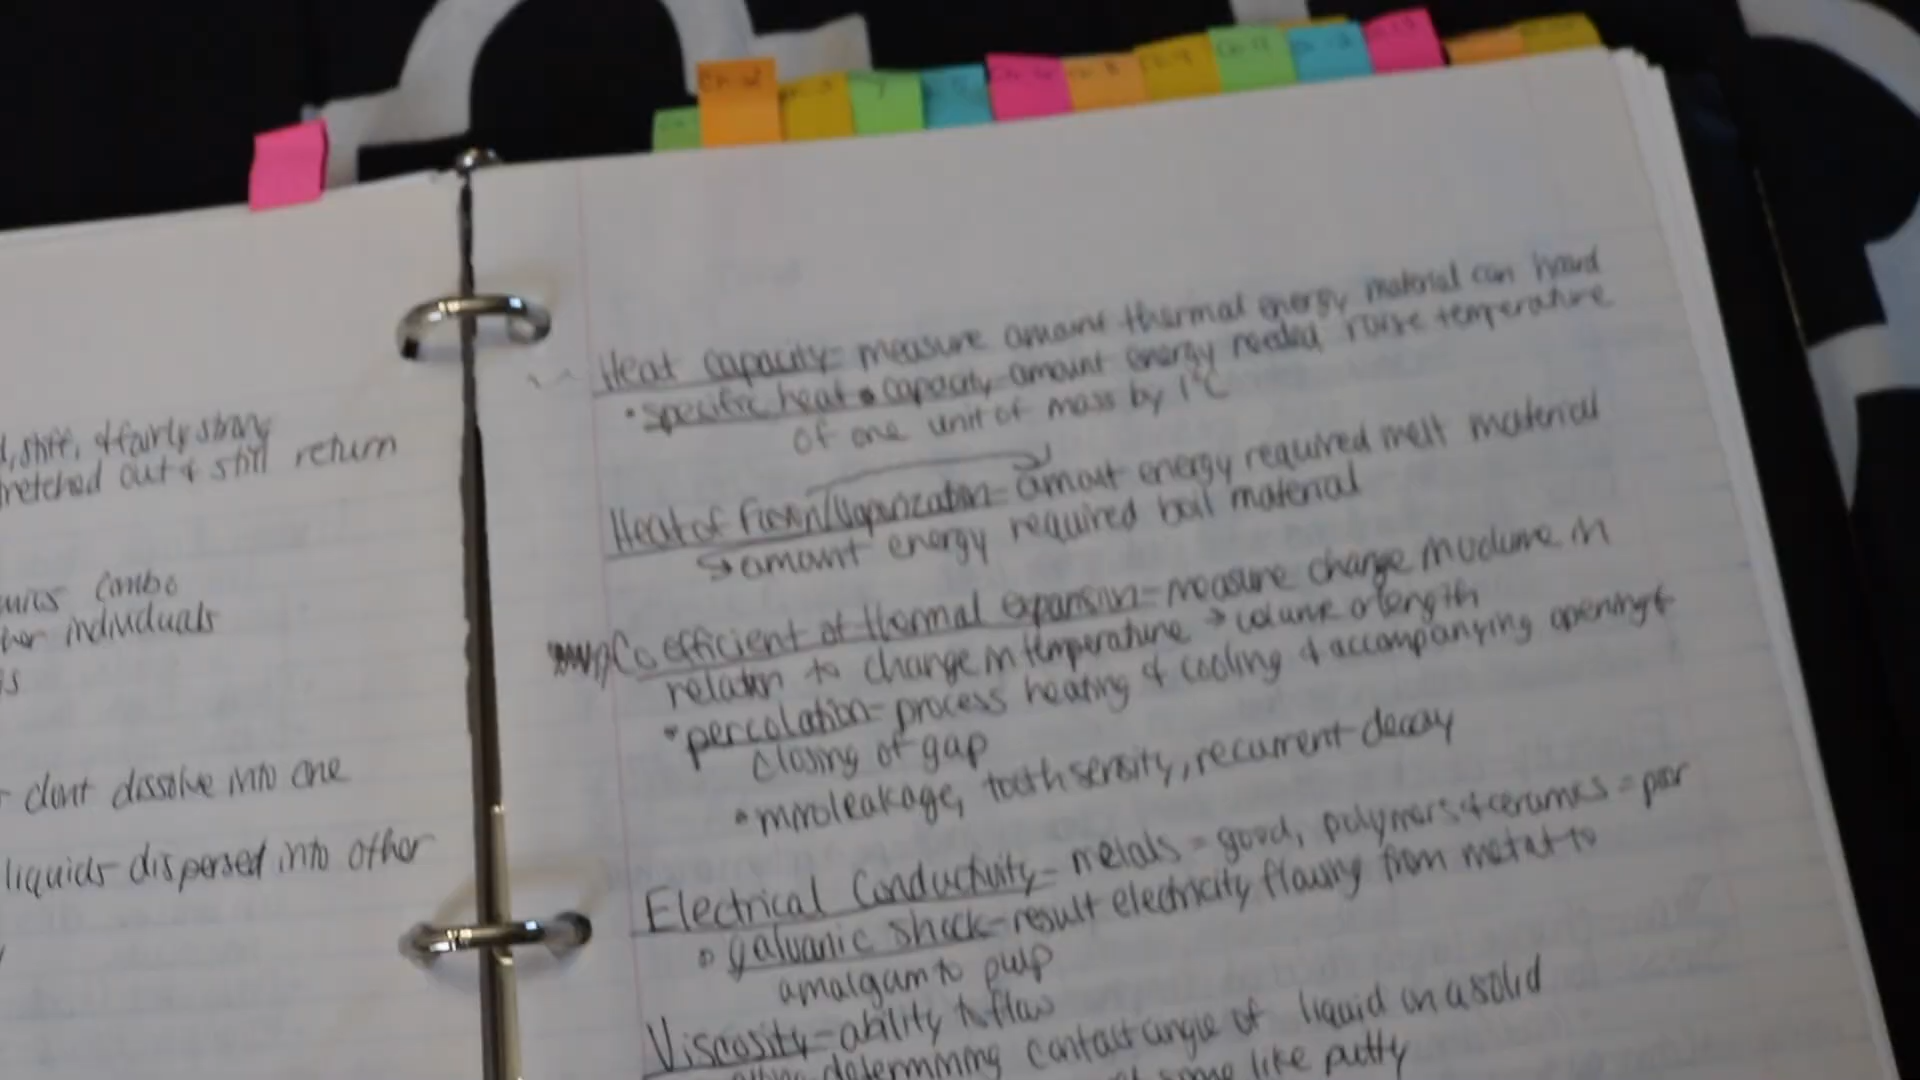 Ch. 2
stiff, & fairly strong
stretched out & still return
combo
individuals
dont dissolve into one
liquids - dispersed into other
Heat Capacity - measure amount thermal energy material can hard
• specific heat • capacity - amount energy needed raise temperature
of one unit of mass by 1°C
Heat of Fusion/Vaporization = amount energy required melt material
→ amount energy required boil material
Coefficient of thermal expansion - measure change in volume in
relation to change in temperature → volume or length
• percolation - process heating & cooling & accompanying opening &
closing of gap
• microleakage, tooth sensity, recurrent decay
Electrical Conductivity - metals = good, polymers & ceramics = poor
• galvanic shock - result electricity flowing from metal to
amalgam to pulp
Viscosity - ability to flow
determining contact angle of liquid on a solid
some like putty